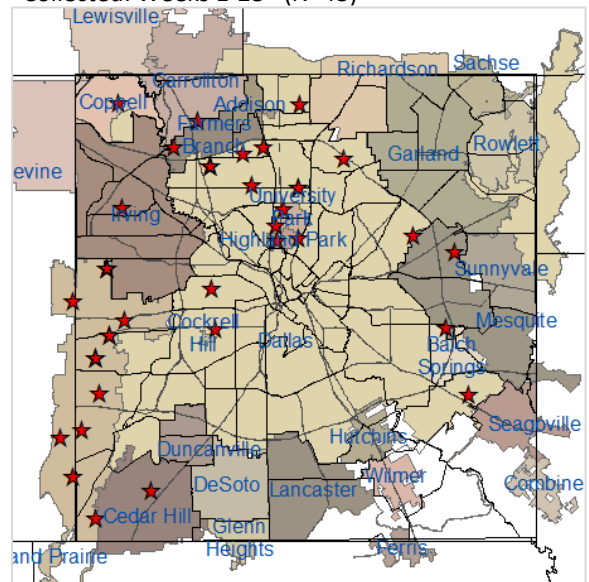 Lewisville
Carrollton
Richardson
Sachse
Coppell
Addison
Farmers
Branch
Garland
Rowlett
evine
University
Park
Irving
Highland Park
Sunnyvale
Mesquite
Cockrell
Hill
Dallas
Balch
Springs
Seagoville
Hutchins
Duncanville
Wilmer
DeSoto
Lancaster
Combine
Cedar Hill
Glenn
Heights
Ferris
and Prairie